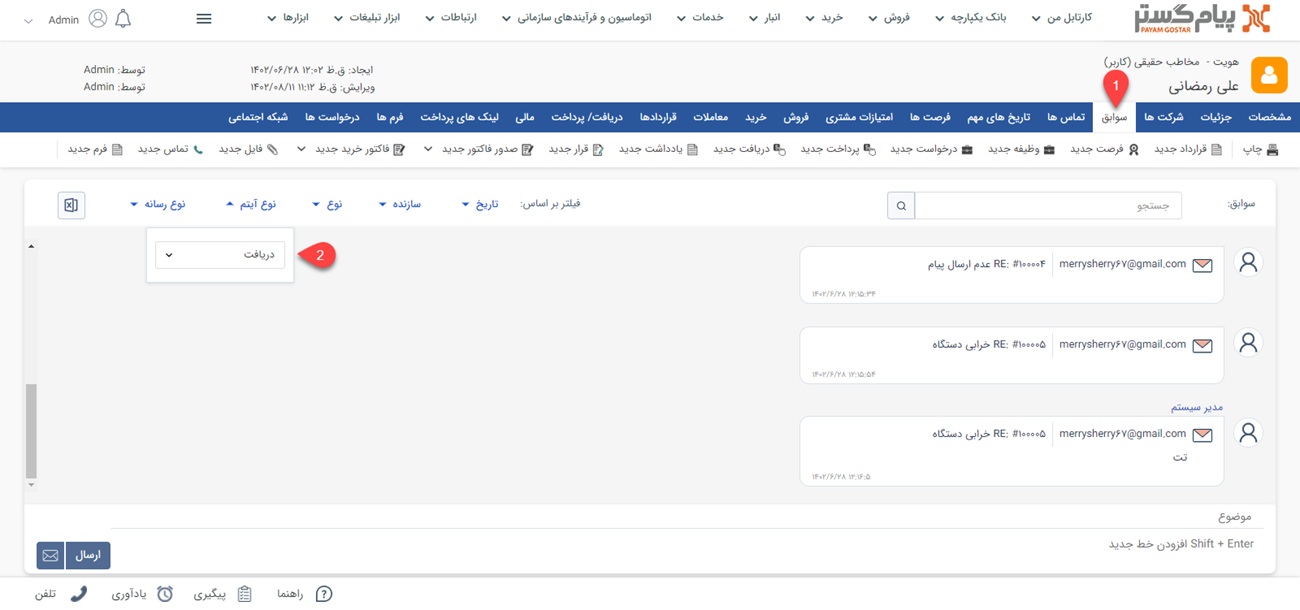 پیام گستر
PAYAM GOSTAR
کارتابل من
بانک یکپارچه
فروش
خرید
انبار
خدمات
ارتباطات
اتوماسیون و فرآیندهای سازمانی
ابزار تبلیغات
ابزارها
Admin
هویت - مخاطب حقیقی (کاربر)
علی رمضانی
ایجاد: ق.ظ ۱۲:۰۲ ۱۴۰۲/۰۶/۲۸
توسط: Admin
ویرایش: ق.ظ ۱۱:۱۲ ۱۴۰۲/۰۸/۱۱
توسط: Admin
1
مشخصات
جزئیات
شرکت ها
سوابق
تماس ها
تاریخ های مهم
فرصت ها
امتیازات مشتری
فروش
خرید
معاملات
قراردادها
دریافت/ پرداخت
مالی
لینک های پرداخت
فرم ها
درخواست ها
شبکه اجتماعی
چاپ
قرارداد جدید
فرصت جدید
وظیفه جدید
درخواست جدید
پرداخت جدید
دریافت جدید
یادداشت جدید
قرار جدید
صدور فاکتور جدید
فاکتور خرید جدید
فایل جدید
تماس جدید
فرم جدید
سوابق:
جستجو
فیلتر بر اساس:
تاریخ
سازنده
نوع
نوع آیتم
نوع رسانه
دریافت
2
merrysherry۶۷@gmail.com
RE: #۱۰۰۰۰۴ عدم ارسال پیام
۱۴۰۲/۶/۲۸ ۱۲:۱۵:۳۴
merrysherry۶۷@gmail.com
RE: #۱۰۰۰۰۵ خرابی دستگاه
۱۴۰۲/۶/۲۸ ۱۲:۱۵:۵۴
مدیر سیستم
merrysherry۶۷@gmail.com
RE: #۱۰۰۰۰۵ خرابی دستگاه
تت
۱۴۰۲/۶/۲۸ ۱۲:۱۶:۵
موضوع
Shift + Enter افزودن خط جدید
ارسال
راهنما
پیگیری
یادآوری
تلفن